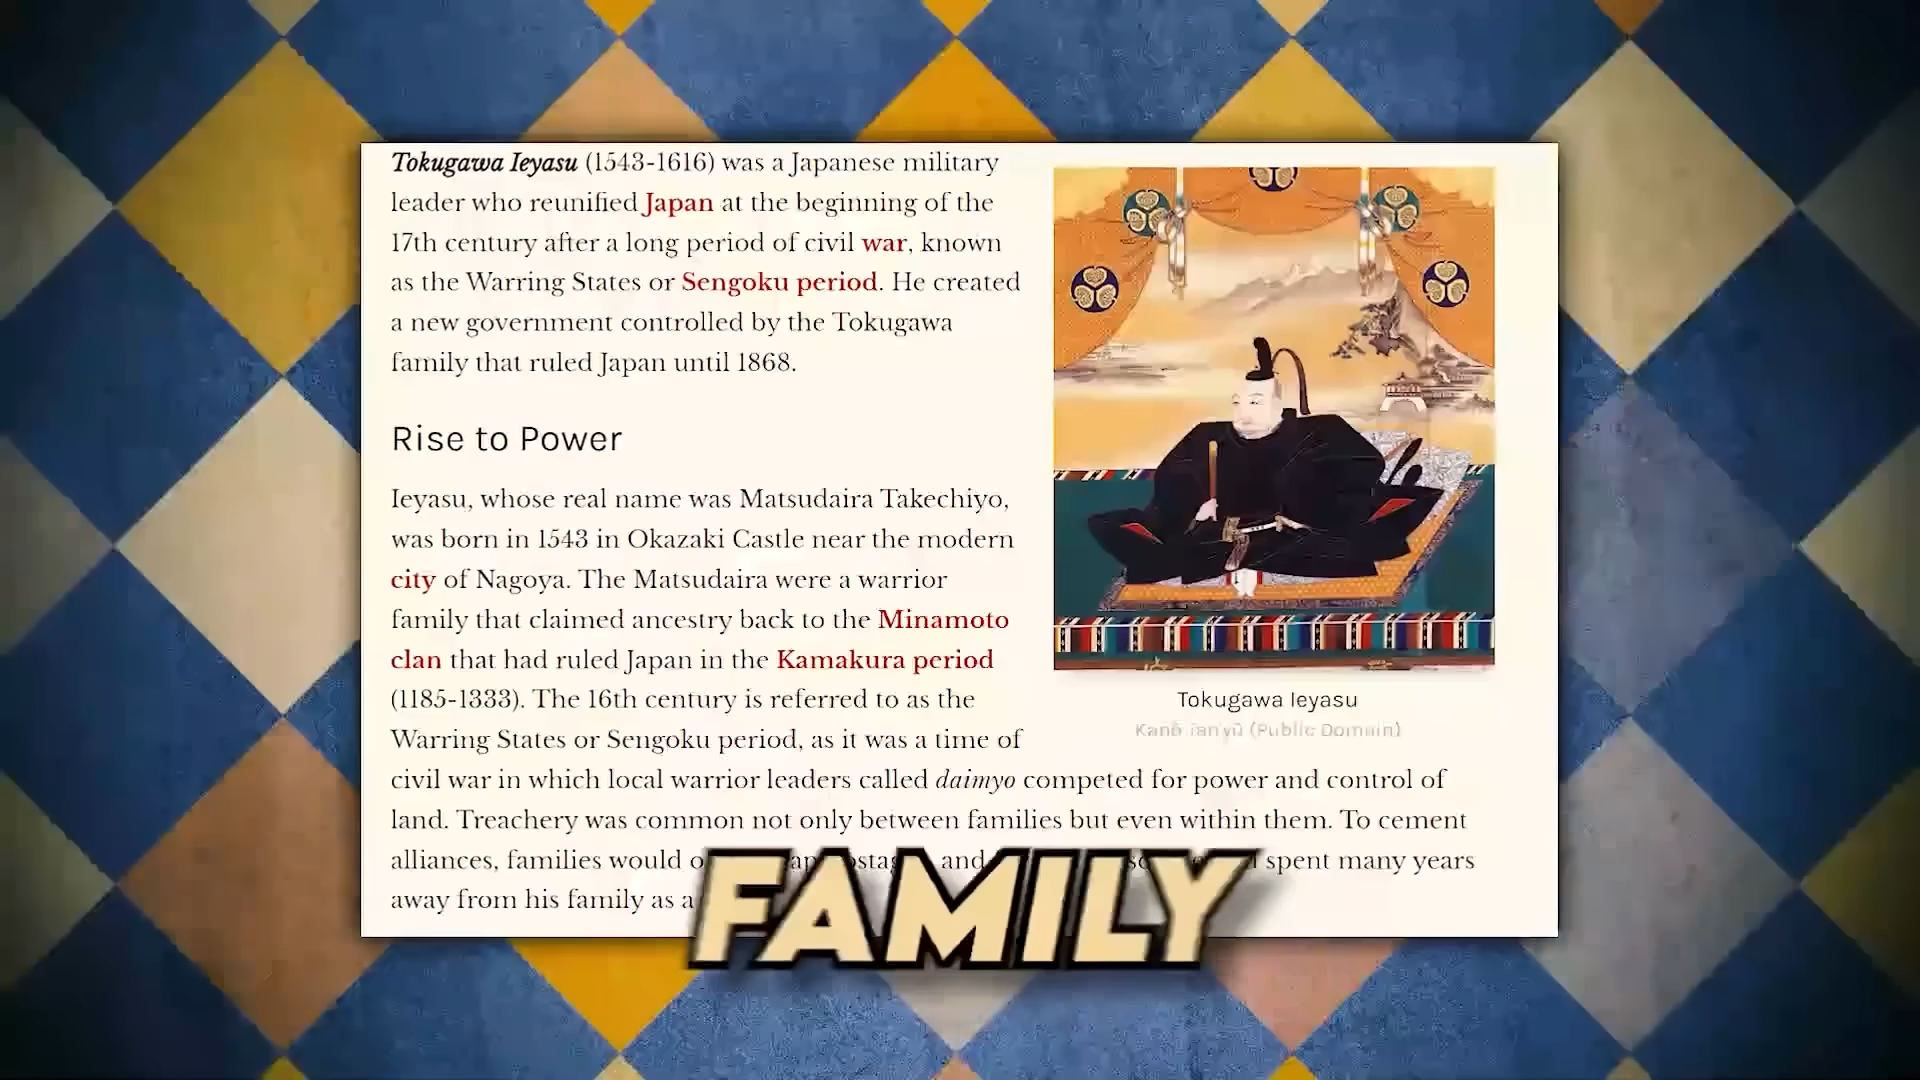 Tokugawa Ieyasu (1543-1616) was a Japanese military
leader who reunified Japan at the beginning of the
17th century after a long period of civil war, known
as the Warring States or Sengoku period. He created
a new government controlled by the Tokugawa
family that ruled Japan until 1868.
Rise to Power
Ieyasu, whose real name was Matsudaira Takechiyo,
was born in 1543 in Okazaki Castle near the modern
city of Nagoya. The Matsudaira were a warrior
family that claimed ancestry back to the Minamoto
clan that had ruled Japan in the Kamakura period
(1185-1333). The 16th century is referred to as the
Warring States or Sengoku period, as it was a time of
civil war in which local warrior leaders called daimyo competed for power and control of
land. Treachery was common not only between families but even within them. To cement
alliances, families would and spent many years
away from his family as a
Tokugawa Ieyasu
(Public Domain)
FAMILY